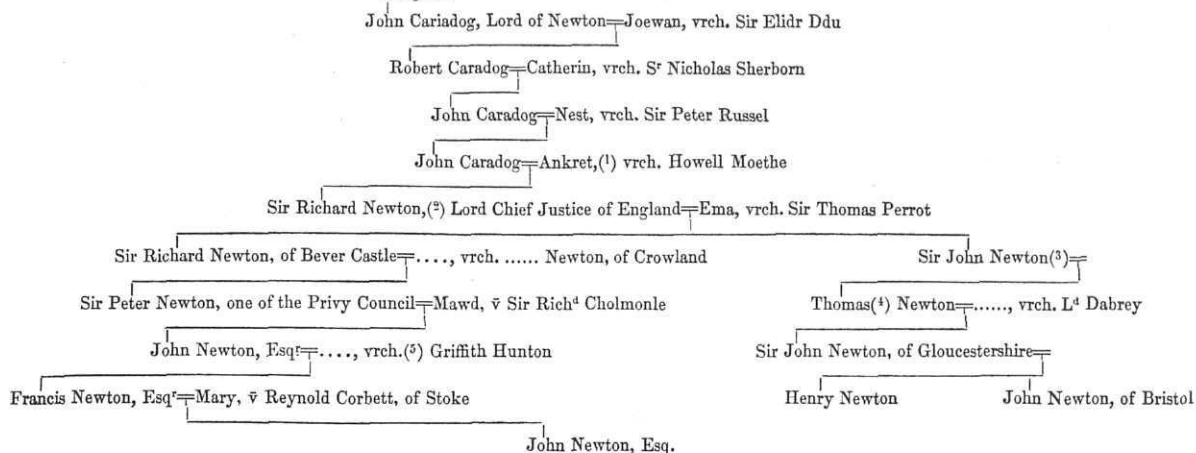 John Cariadog, Lord of Newton=Joewan, vrch. Sir Elidr Ddu
Robert Caradog=Catherin, vrch. Sʳ Nicholas Sherborn
John Caradog=Nest, vrch. Sir Peter Russel
John Caradog=Ankret,(¹) vrch. Howell Moethe
Sir Richard Newton,(²) Lord Chief Justice of England=Ema, vrch. Sir Thomas Perrot
Sir Richard Newton, of Bever Castle=...., vrch. ...... Newton, of Crowland Sir John Newton(³)=
Sir Peter Newton, one of the Privy Council=Mawd, v̄ Sir Richᵈ Cholmonle Thomas(⁴) Newton=......, vrch. Lᵈ Dabrey
John Newton, Esqʳ=...., vrch.(⁵) Griffith Hunton Sir John Newton, of Gloucestershire=
Francis Newton, Esqʳ=Mary, v̄ Reynold Corbett, of Stoke Henry Newton John Newton, of Bristol
John Newton, Esq.